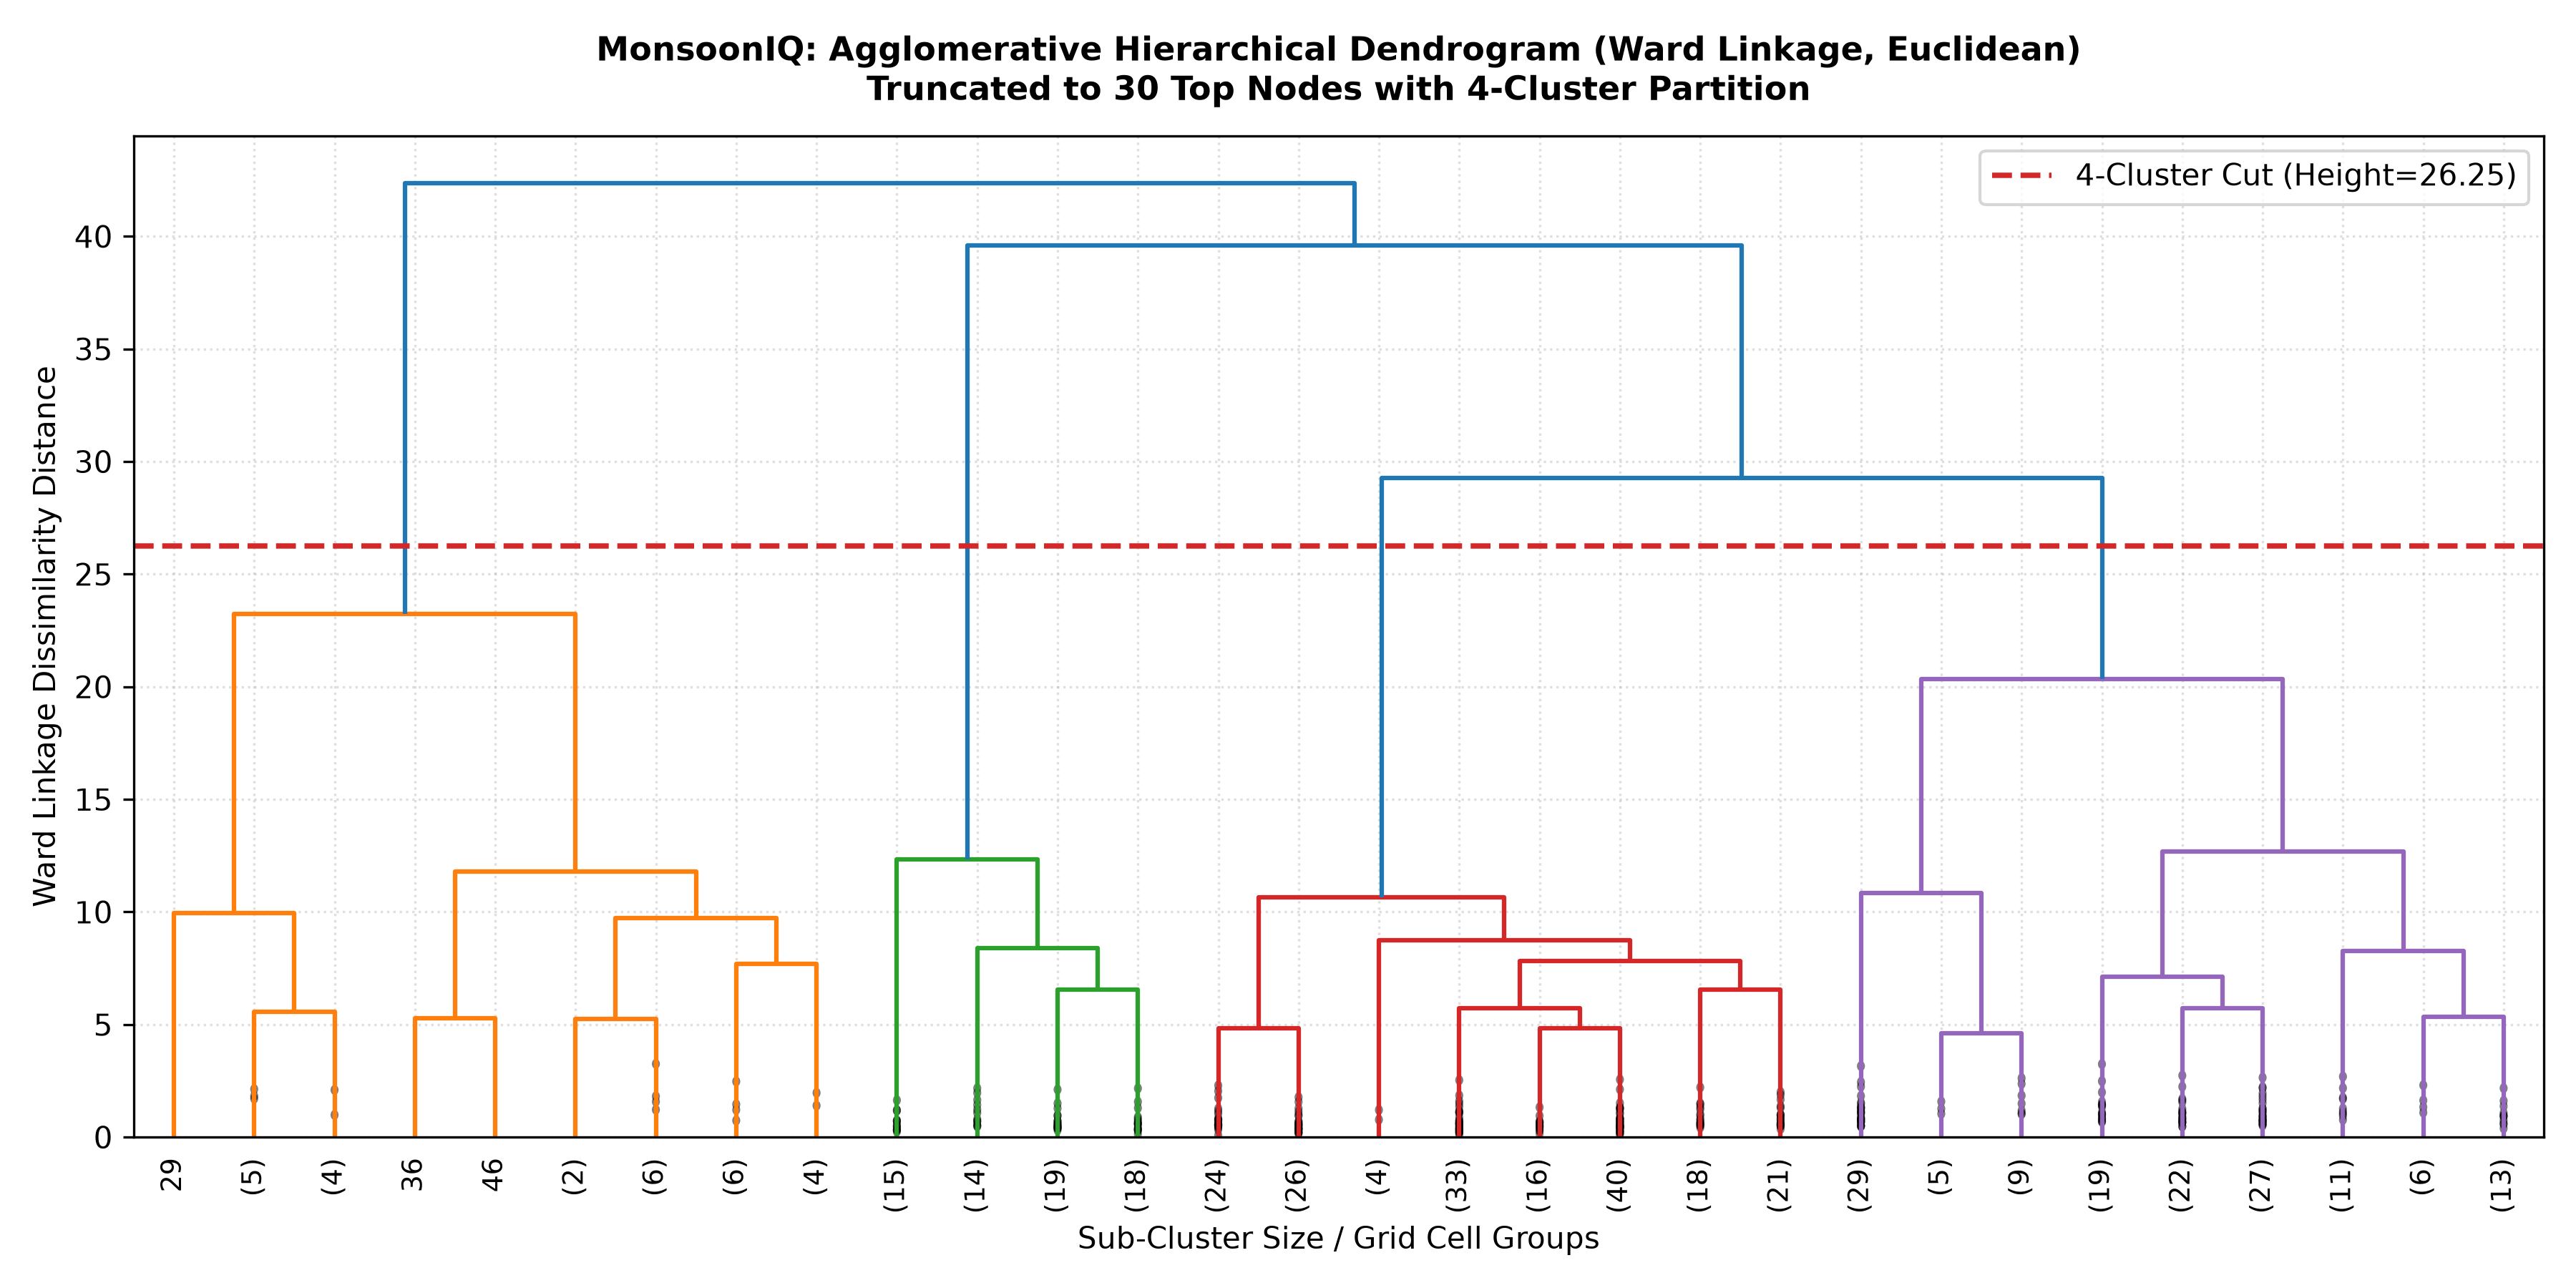 MonsoonIQ: Agglomerative Hierarchical Dendrogram (Ward Linkage, Euclidean)
Truncated to 30 Top Nodes with 4-Cluster Partition
4-Cluster Cut (Height=26.25)
Ward Linkage Dissimilarity Distance
40
35
30
25
20
15
10
5
0
29 (5) (4) 36 46 (2) (6) (6) (4) (15) (14) (19) (18) (24) (26) (4) (33) (16) (40) (18) (21) (29) (5) (9) (19) (22) (27) (11) (6) (13)
Sub-Cluster Size / Grid Cell Groups